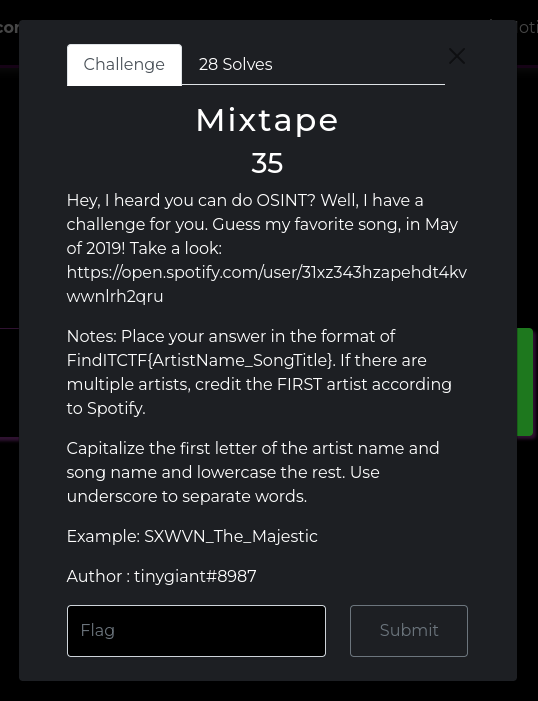 Challenge
28 Solves
Mixtape
35
Hey, I heard you can do OSINT? Well, I have a
challenge for you. Guess my favorite song, in May
of 2019! Take a look:
https://open.spotify.com/user/31xz343hzapehdt4kv
wwnlrh2qru
Notes: Place your answer in the format of
FindITCTF{ArtistName_SongTitle}. If there are
multiple artists, credit the FIRST artist according
to Spotify.
Capitalize the first letter of the artist name and
song name and lowercase the rest. Use
underscore to separate words.
Example: SXWVN_The_Majestic
Author : tinygiant#8987
Flag
Submit